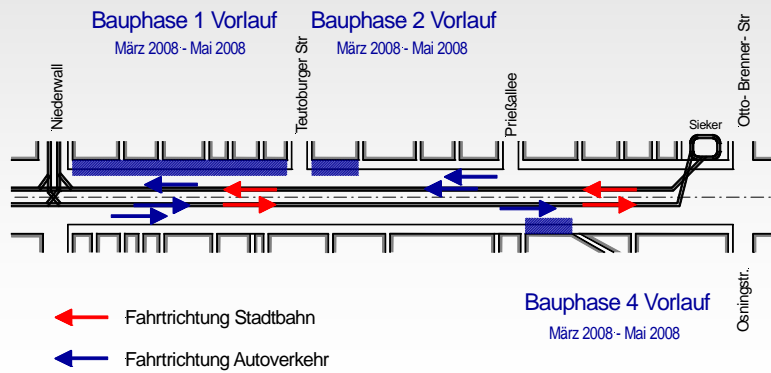 Bauphase 1 Vorlauf
März 2008 - Mai 2008
Bauphase 2 Vorlauf
März 2008 - Mai 2008
Niederwall
Teutoburger Str
Prießallee
Sieker
Otto- Brenner- Str
Osningstr.
Bauphase 4 Vorlauf
März 2008 - Mai 2008
Fahrtrichtung Stadtbahn
Fahrtrichtung Autoverkehr